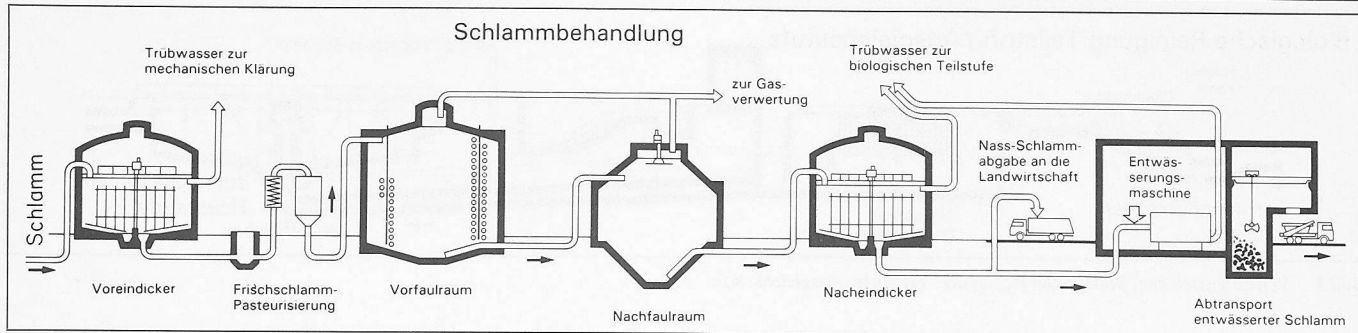 Schlammbehandlung
Trübwasser zur
mechanischen Klärung
zur Gas-
verwertung
Trübwasser zur
biologischen Teilstufe
Nass-Schlamm-
abgabe an die
Landwirtschaft
Entwäs-
serungs-
maschine
Schlamm
Voreindicker
Frischschlamm-
Pasteurisierung
Vorfaulraum
Nachfaulraum
Nacheindicker
Abtransport
entwässerter Schlamm